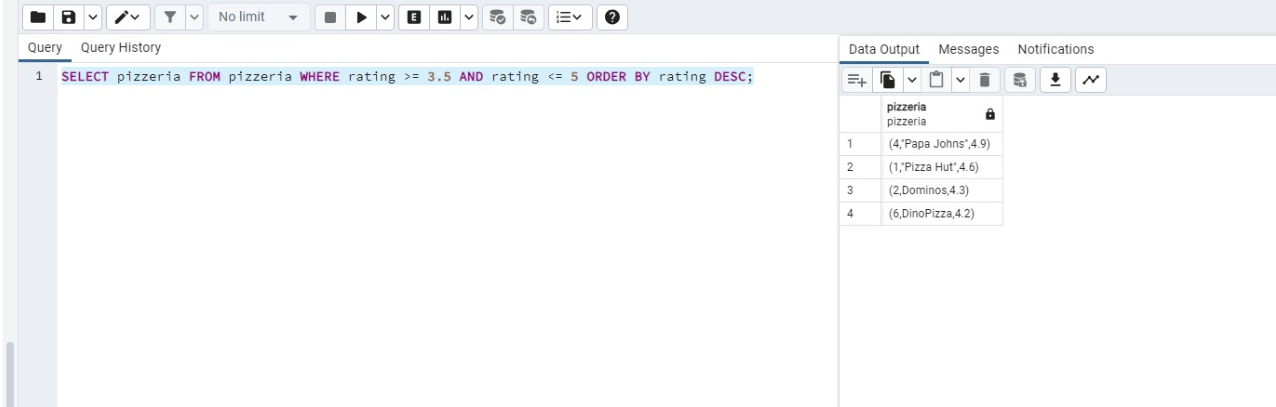 No limit
Query Query History
1 SELECT pizzeria FROM pizzeria WHERE rating >= 3.5 AND rating <= 5 ORDER BY rating DESC;
Data Output Messages Notifications
pizzeria
pizzeria
1 (4,"Papa Johns",4.9)
2 (1,"Pizza Hut",4.6)
3 (2,Dominos,4.3)
4 (6,DinoPizza,4.2)